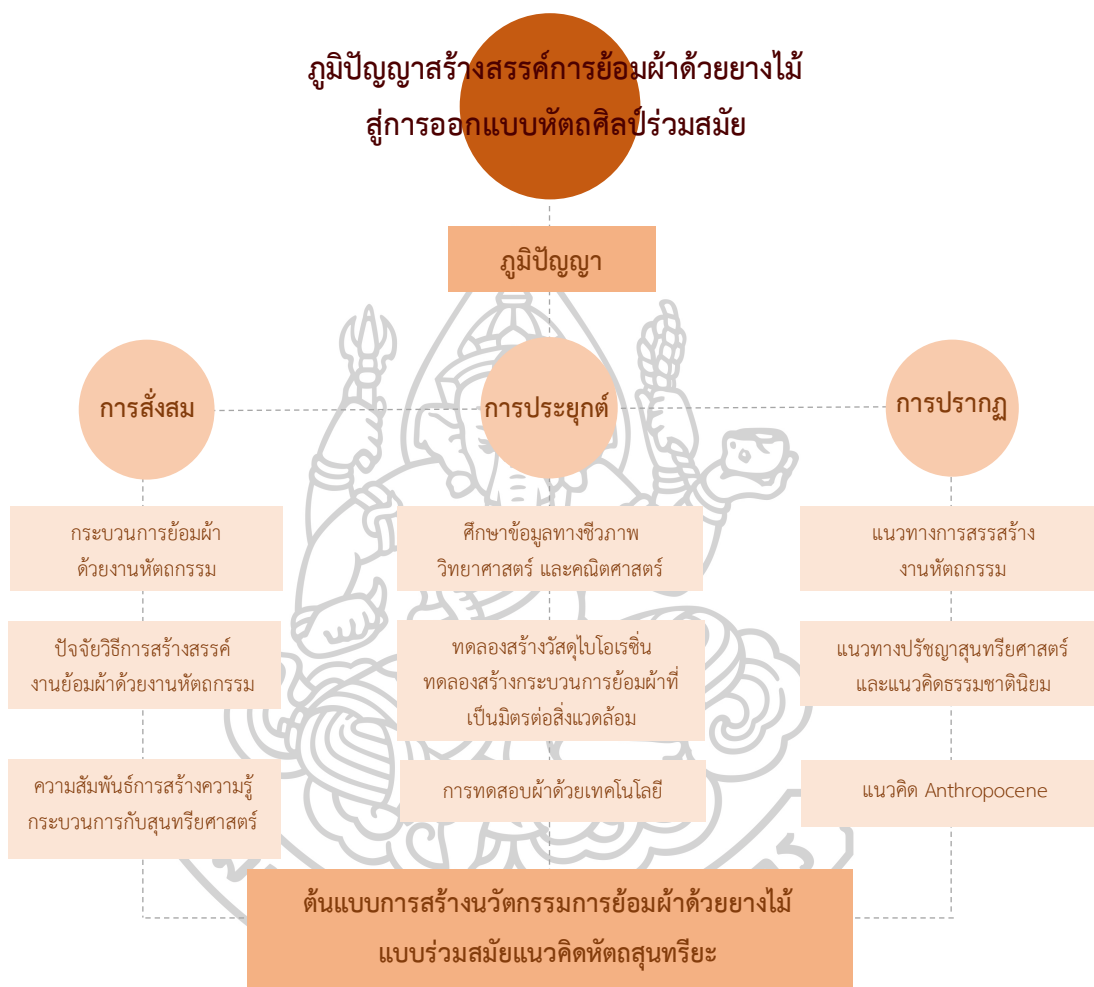 ภูมิปัญญาสร้างสรรค์การย้อมผ้าด้วยยางไม้
สู่การออกแบบหัตถศิลป์ร่วมสมัย
ภูมิปัญญา
การสั่งสม
การประยุกต์
การปรากฏ
กระบวนการย้อมผ้า
ด้วยงานหัตถกรรม
ปัจจัยวิธีการสร้างสรรค์
งานย้อมผ้าด้วยงานหัตถกรรม
ความสัมพันธ์การสร้างความรู้
กระบวนการกับสุนทรียศาสตร์
ศึกษาข้อมูลทางชีวภาพ
วิทยาศาสตร์ และคณิตศาสตร์
ทดลองสร้างวัสดุไบโอเรซิ่น
ทดลองสร้างกระบวนการย้อมผ้าที่
เป็นมิตรต่อสิ่งแวดล้อม
การทดสอบผ้าด้วยเทคโนโลยี
แนวทางการสรรสร้าง
งานหัตถกรรม
แนวทางปรัชญาสุนทรียศาสตร์
และแนวคิดธรรมชาตินิยม
แนวคิด Anthropocene
ต้นแบบการสร้างนวัตกรรมการย้อมผ้าด้วยยางไม้
แบบร่วมสมัยแนวคิดหัตถสุนทรียะ